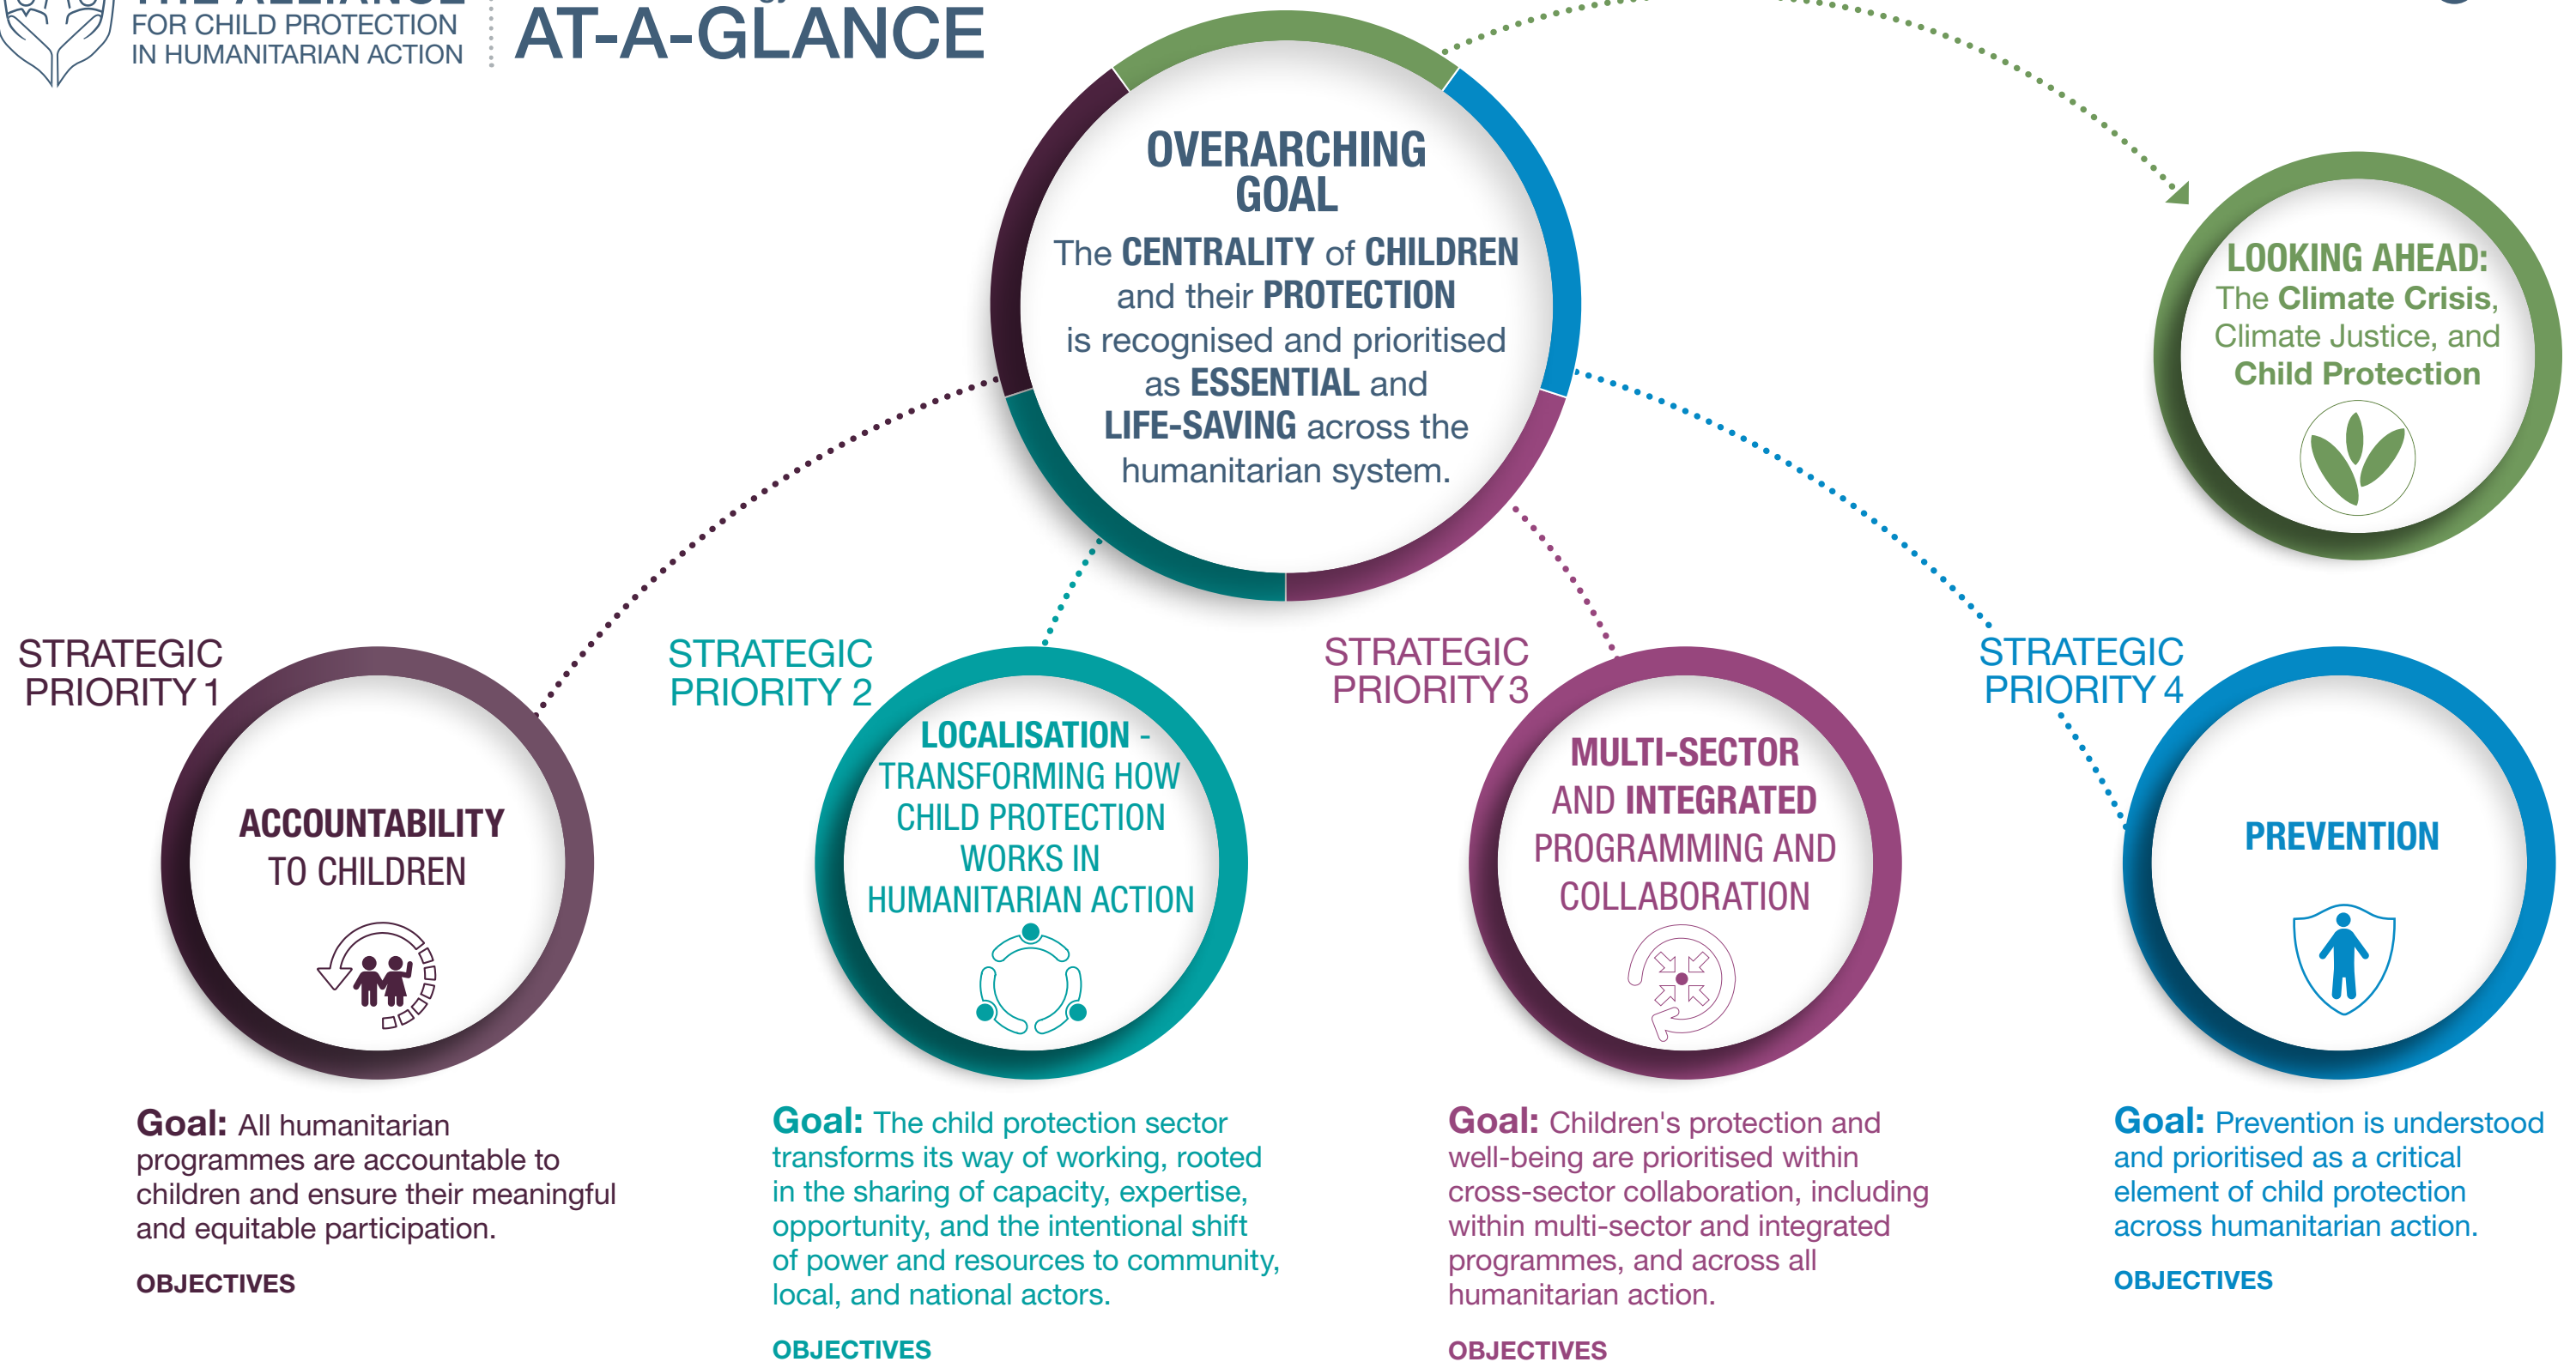 THE ALLIANCE
FOR CHILD PROTECTION
IN HUMANITARIAN ACTION
AT-A-GLANCE
OVERARCHING
GOAL
The CENTRALITY of CHILDREN
and their PROTECTION
is recognised and prioritised
as ESSENTIAL and
LIFE-SAVING across the
humanitarian system.
LOOKING AHEAD:
The Climate Crisis,
Climate Justice, and
Child Protection
STRATEGIC
PRIORITY 1
ACCOUNTABILITY
TO CHILDREN
Goal: All humanitarian
programmes are accountable to
children and ensure their meaningful
and equitable participation.
OBJECTIVES
STRATEGIC
PRIORITY 2
LOCALISATION -
TRANSFORMING HOW
CHILD PROTECTION
WORKS IN
HUMANITARIAN ACTION
Goal: The child protection sector
transforms its way of working, rooted
in the sharing of capacity, expertise,
opportunity, and the intentional shift
of power and resources to community,
local, and national actors.
OBJECTIVES
STRATEGIC
PRIORITY 3
MULTI-SECTOR
AND INTEGRATED
PROGRAMMING AND
COLLABORATION
Goal: Children's protection and
well-being are prioritised within
cross-sector collaboration, including
within multi-sector and integrated
programmes, and across all
humanitarian action.
OBJECTIVES
STRATEGIC
PRIORITY 4
PREVENTION
Goal: Prevention is understood
and prioritised as a critical
element of child protection
across humanitarian action.
OBJECTIVES